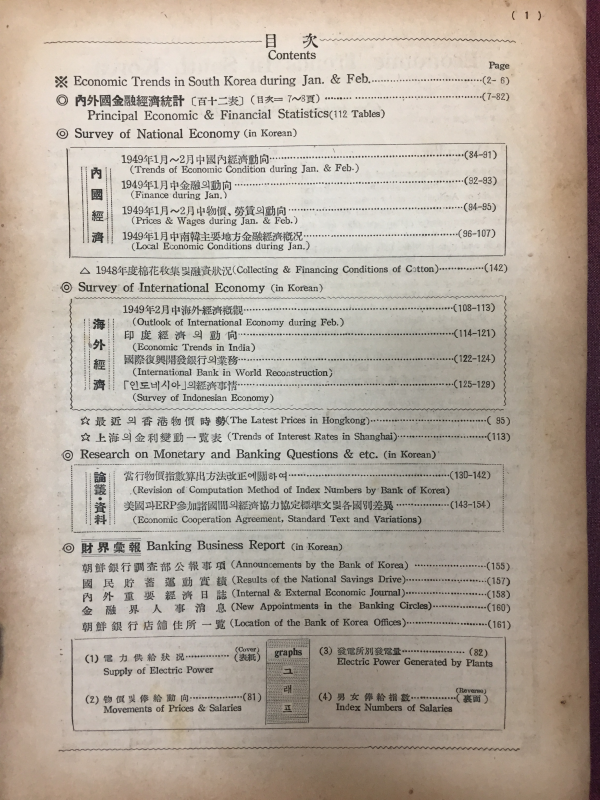 ( 1 )
目 次
Contents
Page
※ Economic Trends in South Korea during Jan. & Feb. (2- 6)
◎ 內外國金融經濟統計 〔百十二表〕 (目次= 7~8頁) (7-82)
Principal Economic & Financial Statistics(112 Tables)
◎ Survey of National Economy (in Korean)
內國經濟
1949年1月~2月中國內經濟動向 (84-91)
(Trends of Economic Condition during Jan. & Feb.)
1949年1月中金融의動向 (92-93)
(Finance during Jan.)
1949年1月~2月中物價、勞賃의動向 (94-95)
(Prices & Wages during Jan. & Feb.)
1949年1月中南韓主要地方金融經濟槪況 (96-107)
(Local Economic Conditions during Jan.)
△ 1948年度棉花收集및融資狀況(Collecting & Financing Conditions of Cotton) (142)
◎ Survey of International Economy (in Korean)
海外經濟
1949年2月中海外經濟槪觀 (108-113)
(Outlook of International Economy during Feb.)
印度經濟의動向 (114-121)
(Economic Trends in India)
國際復興開發銀行의業務 (122-124)
(International Bank in World Reconstruction)
「인도네시아」의經濟事情 (125-129)
(Survey of Indonesian Economy)
☆ 最近의香港物價時勢(The Latest Prices in Hongkong) ( 95)
☆ 上海의金利變動一覽表 (Trends of Interest Rates in Shanghai) (113)
◎ Research on Monetary and Banking Questions & etc. (in Korean)
論叢・資料
當行物價指數算出方法改正에關하여 (130-142)
(Revision of Computation Method of Index Numbers by Bank of Korea)
美國과ERP參加諸國間의經濟協力協定標準文및各國別差異 (143-154)
(Economic Cooperation Agreement, Standard Text and Variations)
◎ 財界彙報 Banking Business Report (in Korean)
朝鮮銀行調査部公報事項 (Announcements by the Bank of Korea) (155)
國民貯蓄運動實績 (Results of the National Savings Drive) (157)
內外重要經濟日誌 (Internal & External Economic Journal) (158)
金融界人事消息 (New Appointments in the Banking Circles) (160)
朝鮮銀行店舖住所一覽 (Location of the Bank of Korea Offices) (161)
graphs
그래프
(1) 電力供給狀況 (Cover) (表紙)
Supply of Electric Power
(2) 物價및俸給動向 (81)
Movements of Prices & Salaries
(3) 發電所別發電量 (82)
Electric Power Generated by Plants
(4) 男女俸給指數 (Reverse) (裏面)
Index Numbers of Salaries